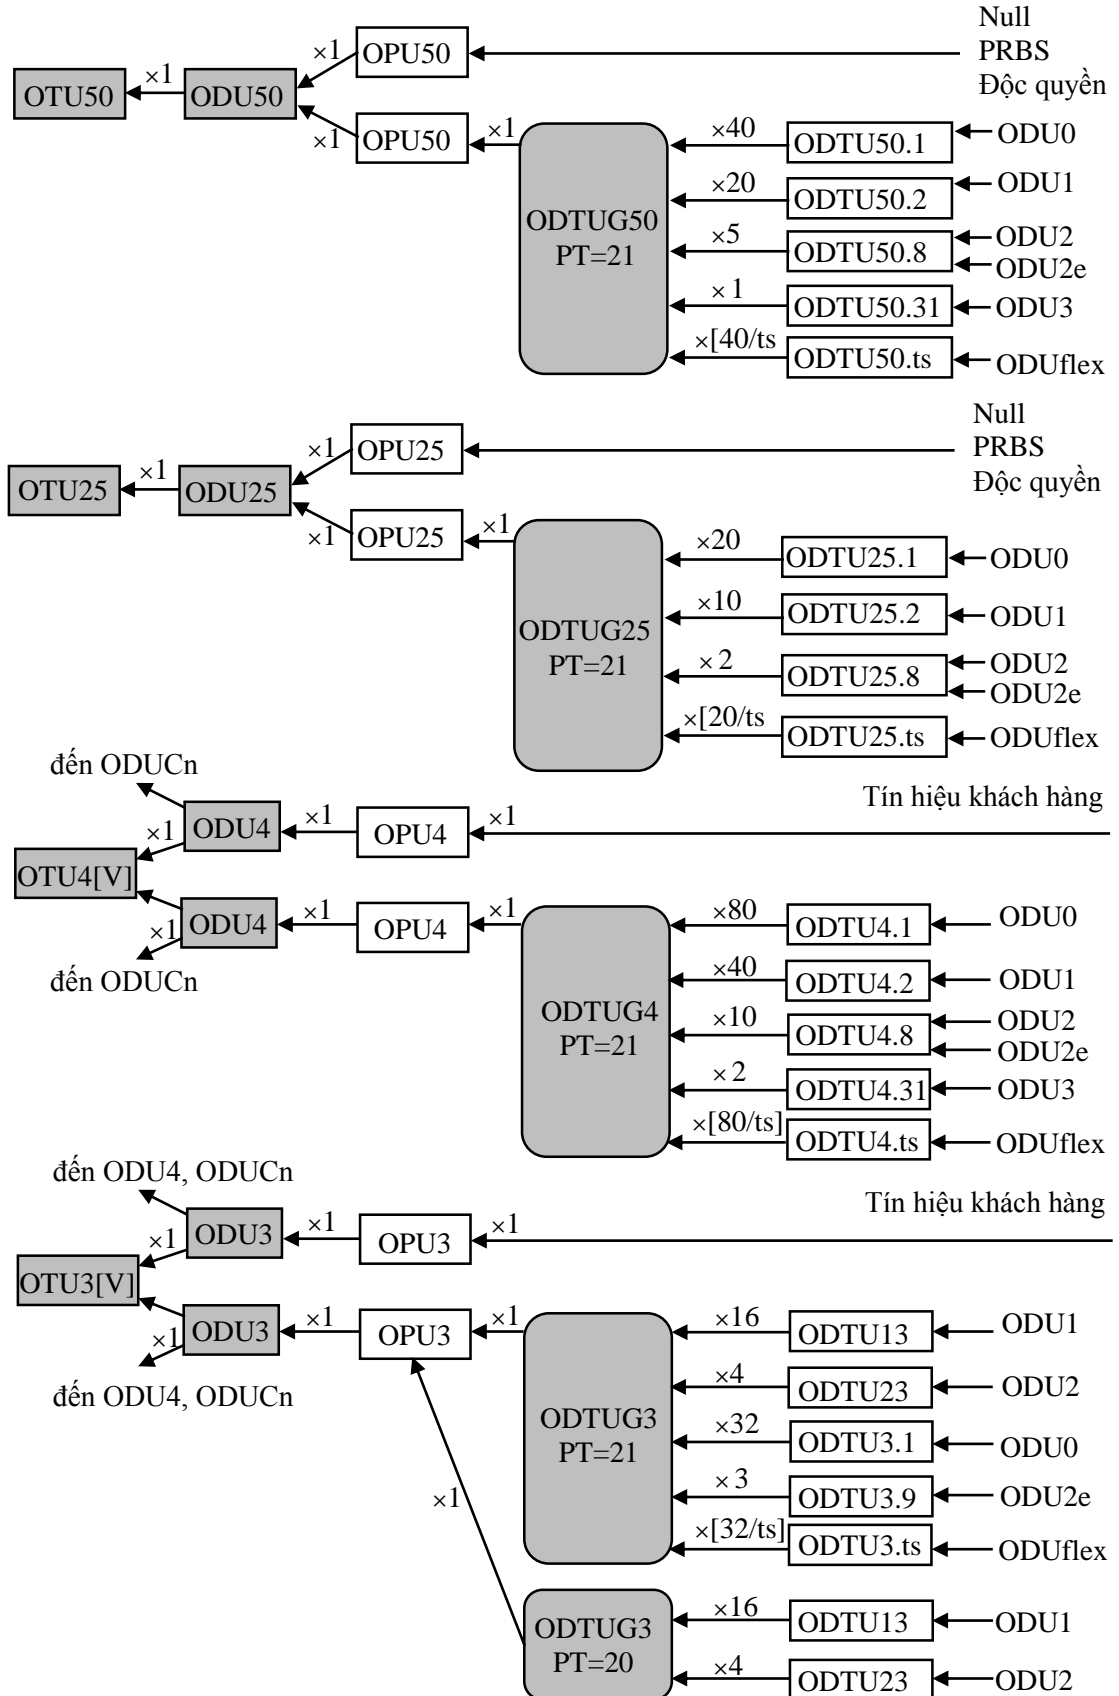 Null
×1 OPU50 PRBS
OTU50 ×1 ODU50 Độc quyền
×1 OPU50 ×1 ×40 ODTU50.1 ODU0
×20 ODTU50.2 ODU1
ODTUG50
PT=21
×5 ODTU50.8 ODU2
ODU2e
×1 ODTU50.31 ODU3
×[40/ts ODTU50.ts ODUflex
Null
×1 OPU25 PRBS
OTU25 ×1 ODU25 Độc quyền
×1 OPU25 ×1 ×20 ODTU25.1 ODU0
×10 ODTU25.2 ODU1
ODTUG25
PT=21
×2 ODTU25.8 ODU2
ODU2e
×[20/ts ODTU25.ts ODUflex
đến ODUCn
Tín hiệu khách hàng
×1 ODU4 ×1 OPU4 ×1
OTU4[V]
×1 ODU4 ×1 OPU4 ×1 ×80 ODTU4.1 ODU0
đến ODUCn
×40 ODTU4.2 ODU1
ODTUG4
PT=21
×10 ODTU4.8 ODU2
ODU2e
×2 ODTU4.31 ODU3
×[80/ts] ODTU4.ts ODUflex
đến ODU4, ODUCn
Tín hiệu khách hàng
×1 ODU3 ×1 OPU3 ×1
OTU3[V]
×1 ODU3 ×1 OPU3 ×1 ×16 ODTU13 ODU1
đến ODU4, ODUCn
×4 ODTU23 ODU2
ODTUG3
PT=21
×32 ODTU3.1 ODU0
×1 ×3 ODTU3.9 ODU2e
×[32/ts] ODTU3.ts ODUflex
ODTUG3
PT=20
×16 ODTU13 ODU1
×4 ODTU23 ODU2